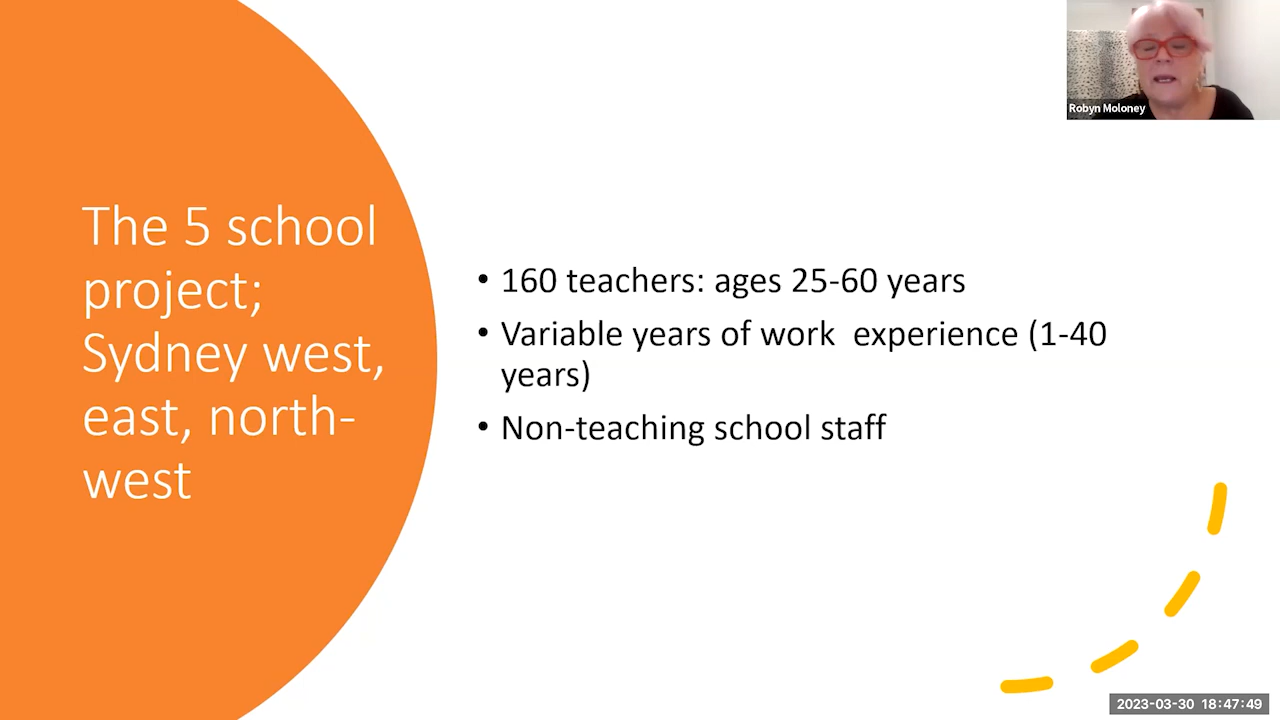 The 5 school
project;
Sydney west,
east, north-
west
• 160 teachers: ages 25-60 years
• Variable years of work  experience (1-40
years)
• Non-teaching school staff
Robyn Moloney
2023-03-30 18:47:49